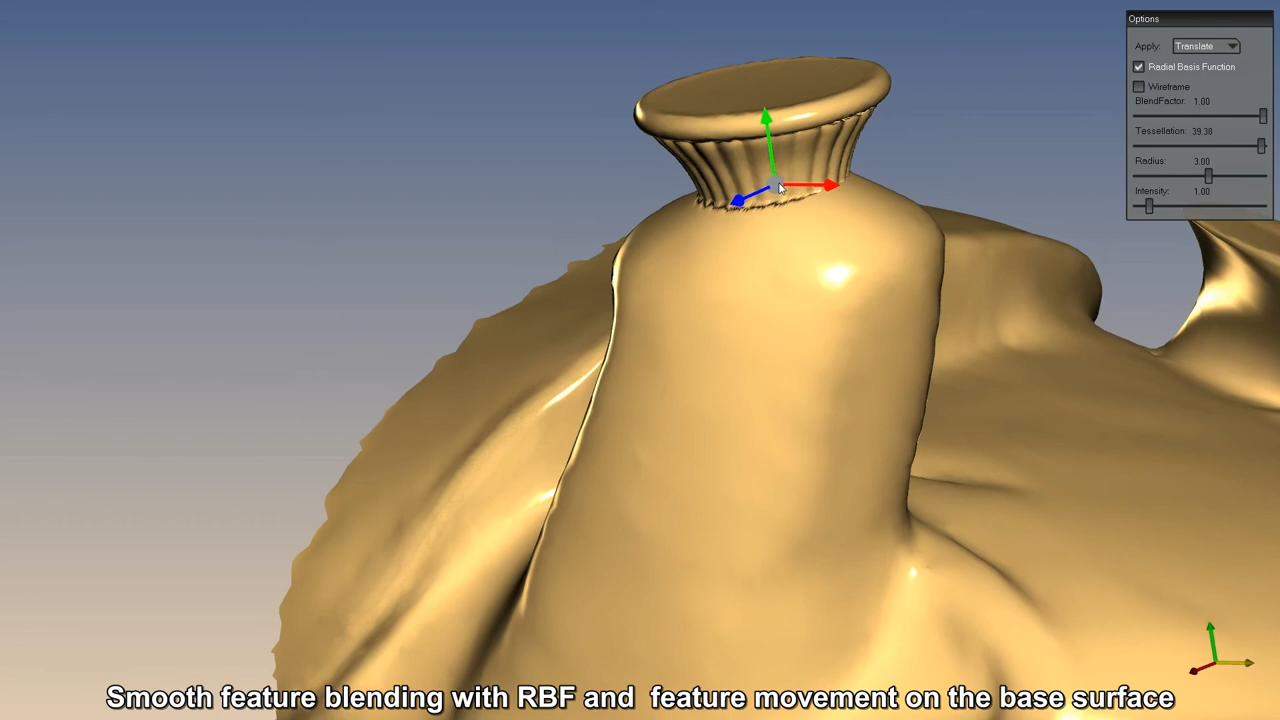 Options
Apply: Translate
Radial Basis Function
Wireframe
BlendFactor: 1.00
Tessellation: 39.38
Radius: 3.00
Intensity: 1.00
Smooth feature blending with RBF and  feature movement on the base surface